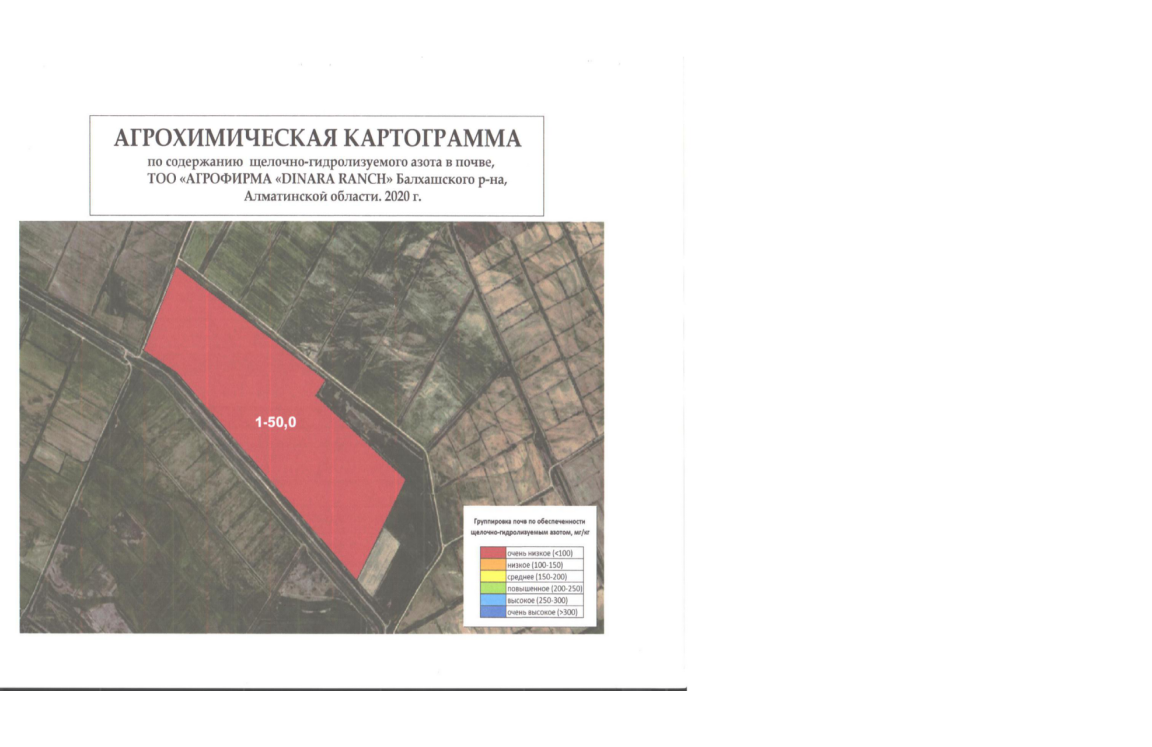 АГРОХИМИЧЕСКАЯ КАРТОГРАММА
по содержанию щелочно-гидролизуемого азота в почве,
ТОО «АГРОФИРМА «DINARA RANCH» Балхашского р-на,
Алматинской области. 2020 г.
1-50,0
Группировка почв по обеспеченности
щелочно-гидролизуемым азотом, мг/кг
очень низкое (<100)
низкое (100-150)
среднее (150-200)
повышенное (200-250)
высокое (250-300)
очень высокое (>300)